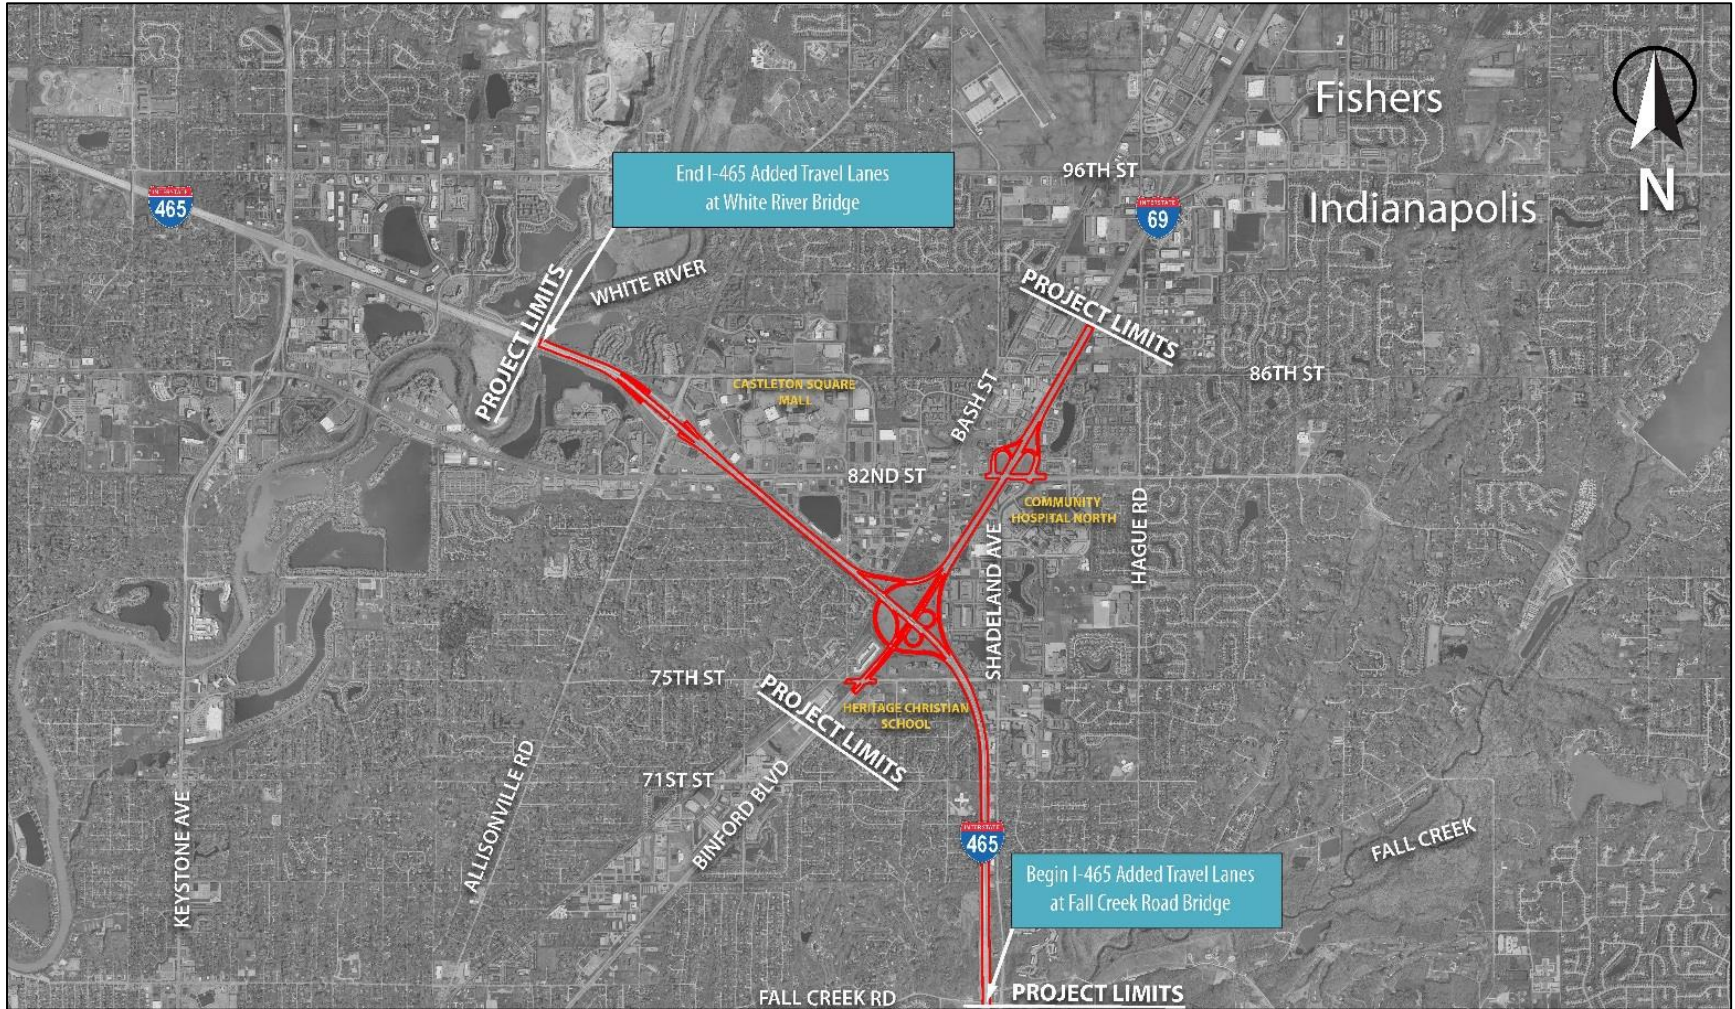 Fishers
N
96TH ST
Indianapolis
End I-465 Added Travel Lanes
at White River Bridge
INTERSTATE
465
INTERSTATE
69
WHITE RIVER
PROJECT LIMITS
PROJECT LIMITS
86TH ST
CASTLETON SQUARE
MALL
BASH ST
82ND ST
COMMUNITY
HOSPITAL NORTH
HAGUE RD
SHADELAND AVE
75TH ST
PROJECT LIMITS
HERITAGE CHRISTIAN
SCHOOL
71ST ST
BINFORD BLVD
ALLISONVILLE RD
KEYSTONE AVE
INTERSTATE
465
FALL CREEK
Begin I-465 Added Travel Lanes
at Fall Creek Road Bridge
FALL CREEK RD
PROJECT LIMITS